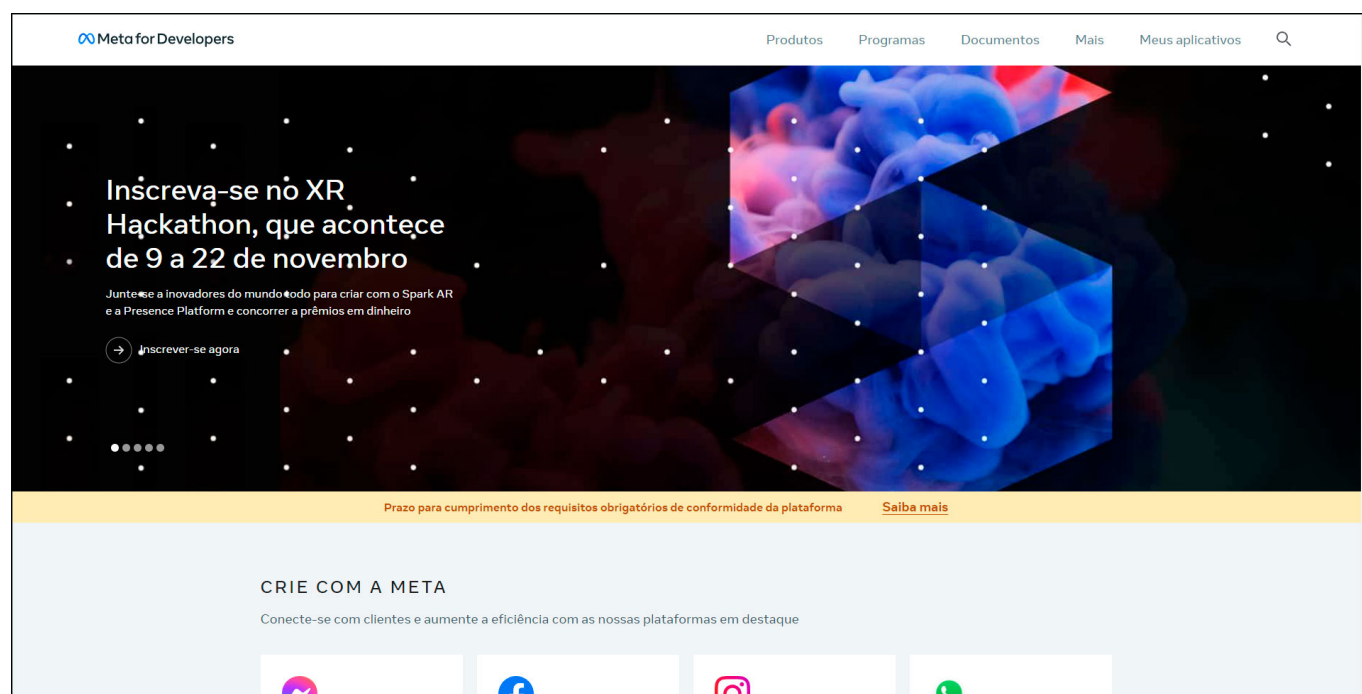 Meta for Developers
Produtos Programas Documentos Mais Meus aplicativos
Inscreva-se no XR
Hackathon, que acontece
de 9 a 22 de novembro
Junte-se a inovadores do mundo todo para criar com o Spark AR
e a Presence Platform e concorrer a prêmios em dinheiro
Inscrever-se agora
Prazo para cumprimento dos requisitos obrigatórios de conformidade da plataforma Saiba mais
CRIE COM A META
Conecte-se com clientes e aumente a eficiência com as nossas plataformas em destaque